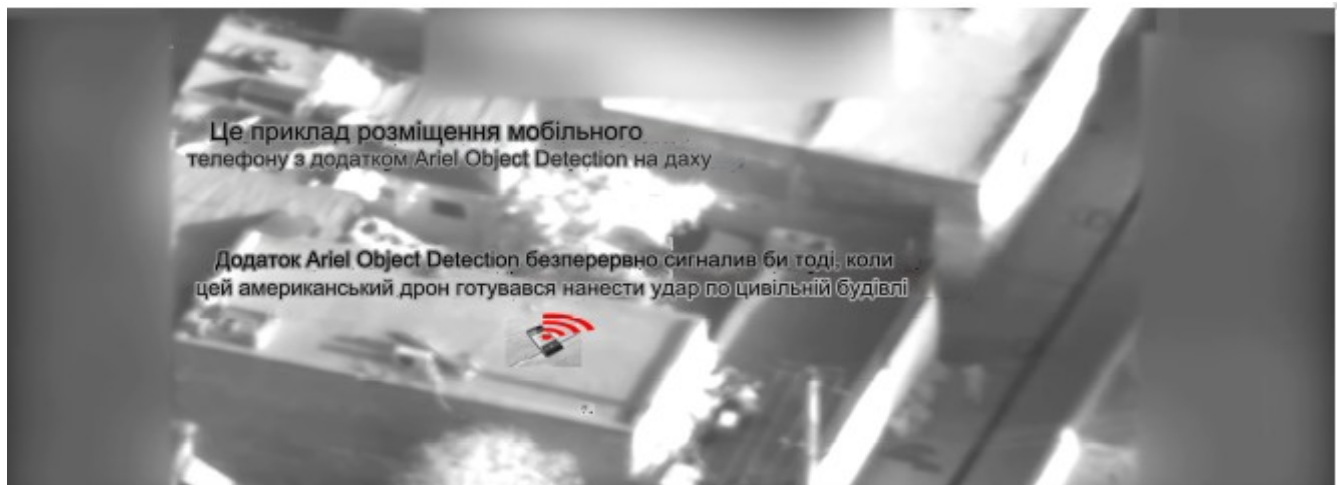 Це приклад розміщення мобільного
телефону з додатком Ariel Object Detection на даху
Додаток Ariel Object Detection безперервно сигналив би тоді, коли
цей американський дрон готувався нанести удар по цивільній будівлі